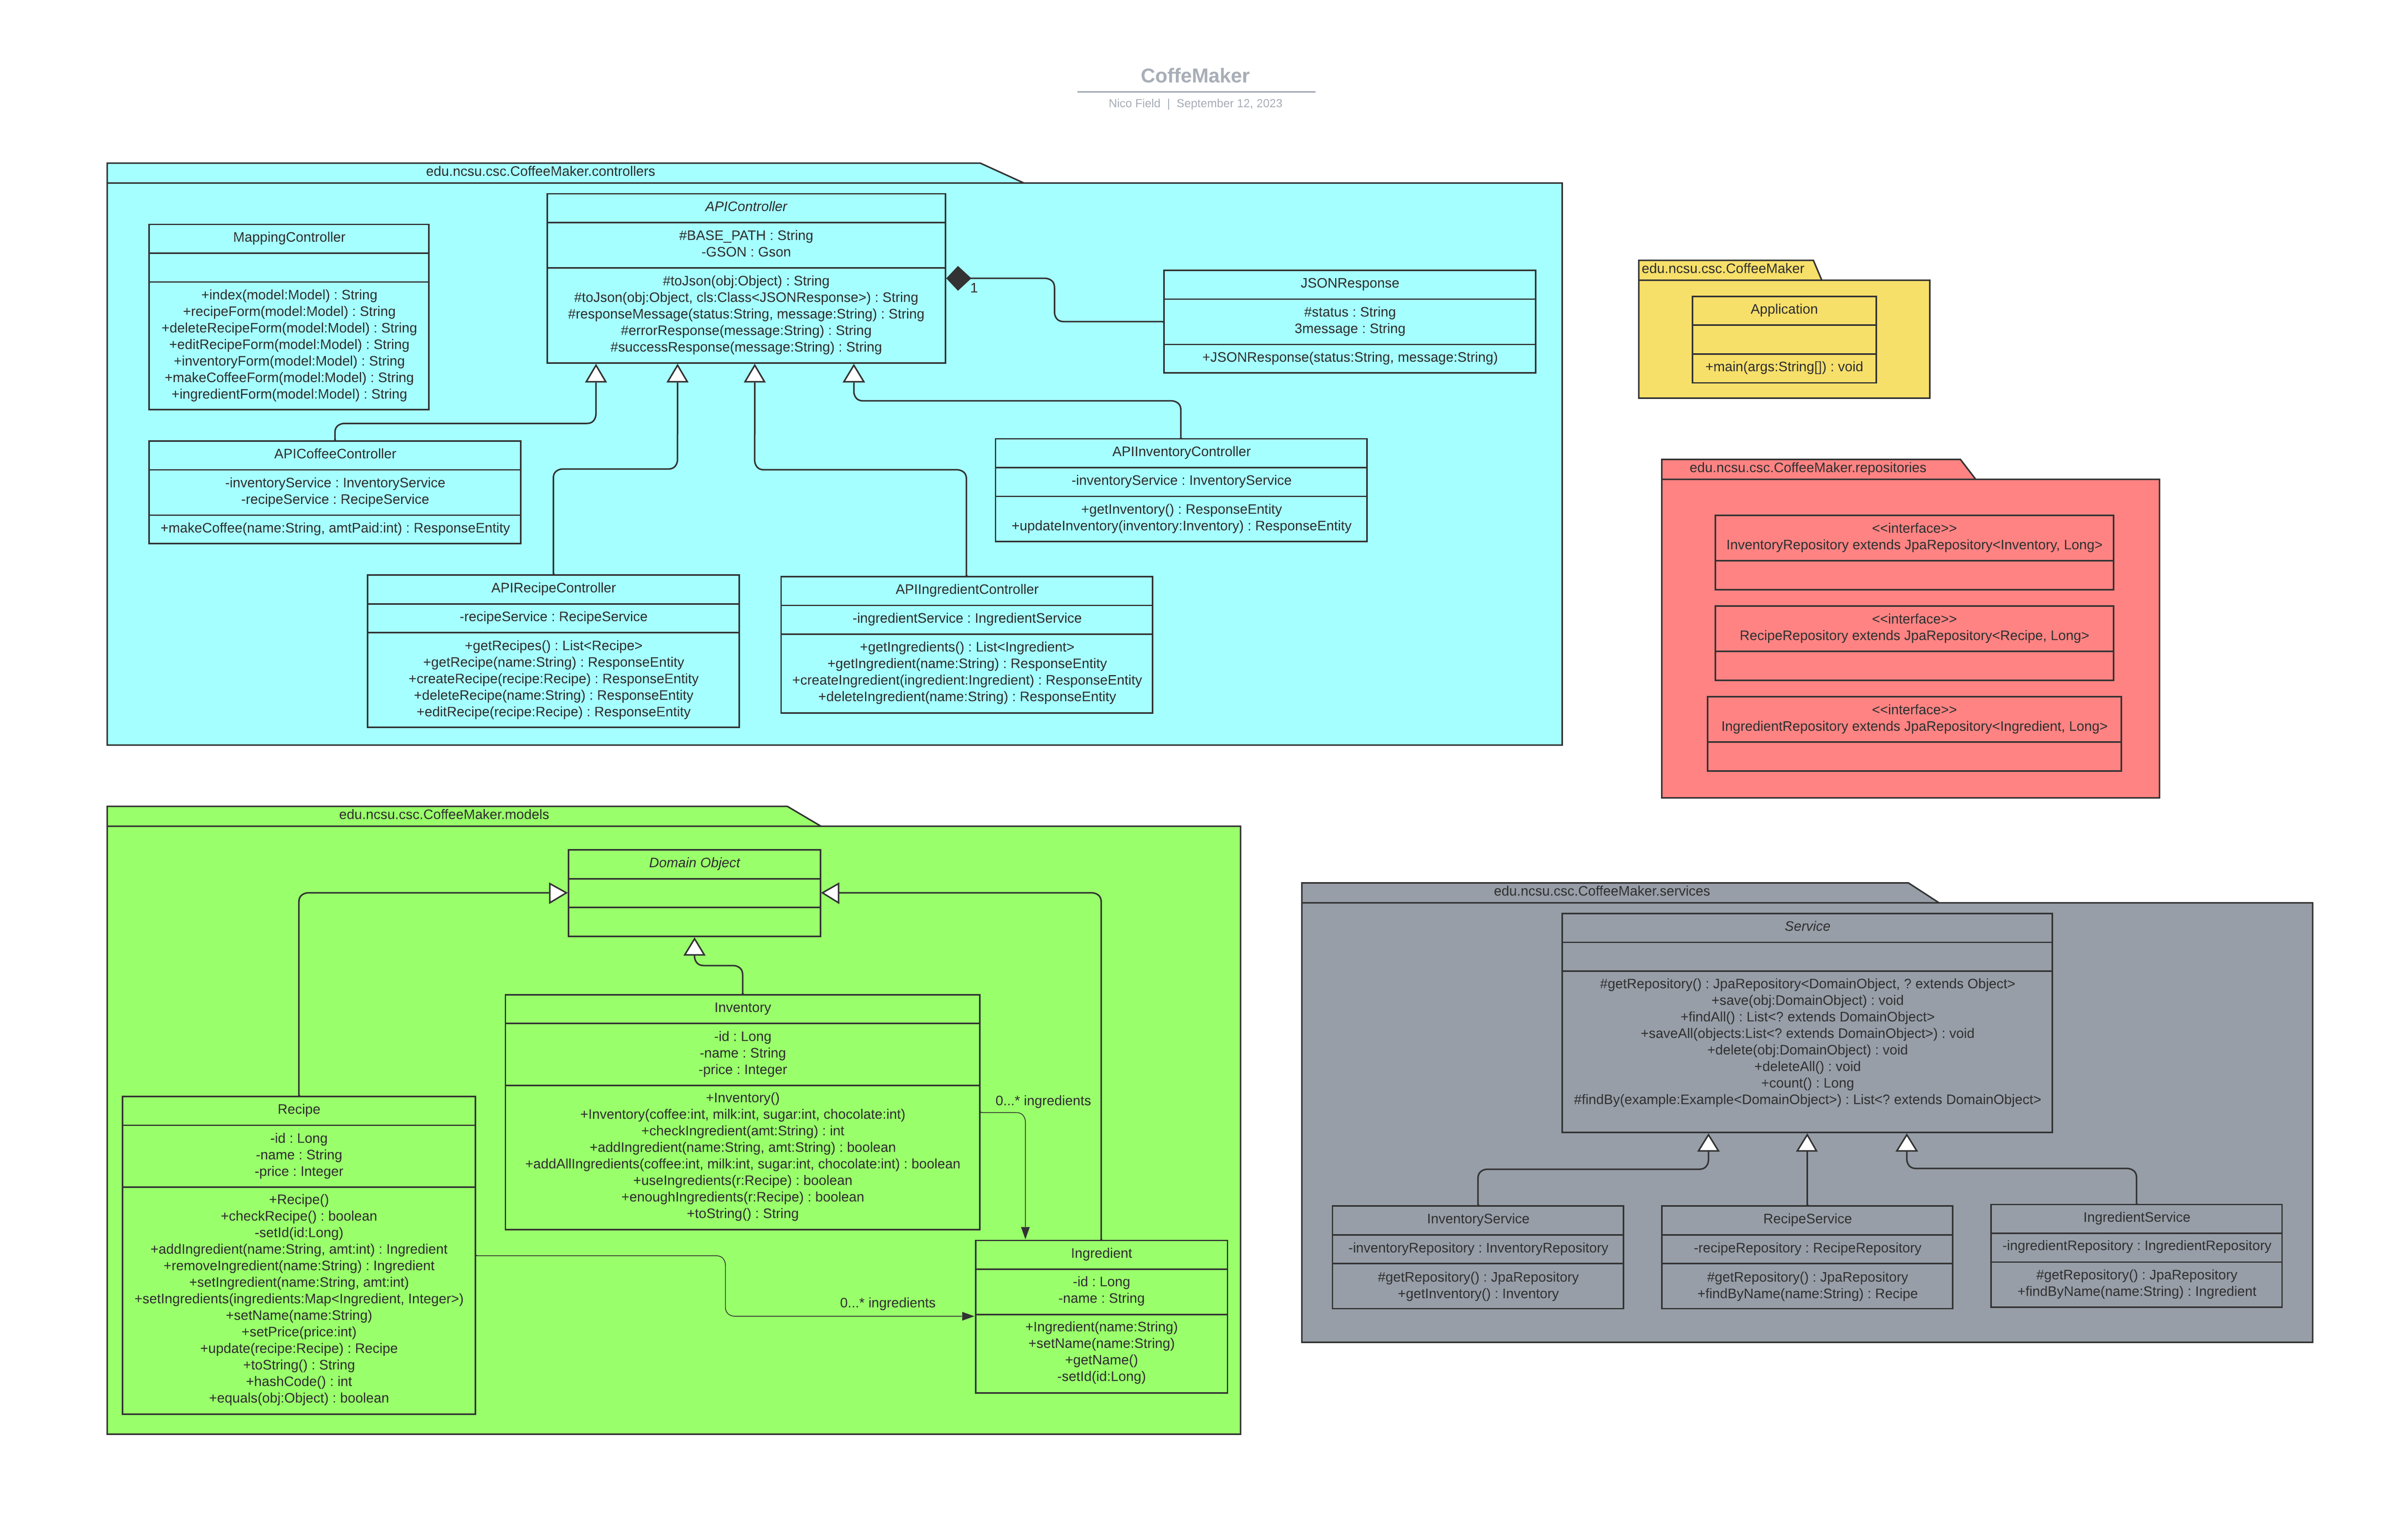 CoffeMaker
Nico Field | September 12, 2023
edu.ncsu.csc.CoffeeMaker.controllers
MappingController
+index(model:Model) : String
+recipeForm(model:Model) : String
+deleteRecipeForm(model:Model) : String
+editRecipeForm(model:Model) : String
+inventoryForm(model:Model) : String
+makeCoffeeForm(model:Model) : String
+ingredientForm(model:Model) : String
APIController
#BASE_PATH : String
-GSON : Gson
#toJson(obj:Object) : String
#toJson(obj:Object, cls:Class<JSONResponse>) : String
#responseMessage(status:String, message:String) : String
#errorResponse(message:String) : String
#successResponse(message:String) : String
1
JSONResponse
#status : String
3message : String
+JSONResponse(status:String, message:String)
APICoffeeController
-inventoryService : InventoryService
-recipeService : RecipeService
+makeCoffee(name:String, amtPaid:int) : ResponseEntity
APIInventoryController
-inventoryService : InventoryService
+getInventory() : ResponseEntity
+updateInventory(inventory:Inventory) : ResponseEntity
APIRecipeController
-recipeService : RecipeService
+getRecipes() : List<Recipe>
+getRecipe(name:String) : ResponseEntity
+createRecipe(recipe:Recipe) : ResponseEntity
+deleteRecipe(name:String) : ResponseEntity
+editRecipe(recipe:Recipe) : ResponseEntity
APIIngredientController
-ingredientService : IngredientService
+getIngredients() : List<Ingredient>
+getIngredient(name:String) : ResponseEntity
+createIngredient(ingredient:Ingredient) : ResponseEntity
+deleteIngredient(name:String) : ResponseEntity
edu.ncsu.csc.CoffeeMaker
Application
+main(args:String[]) : void
edu.ncsu.csc.CoffeeMaker.repositories
<<interface>>
InventoryRepository extends JpaRepository<Inventory, Long>
<<interface>>
RecipeRepository extends JpaRepository<Recipe, Long>
<<interface>>
IngredientRepository extends JpaRepository<Ingredient, Long>
edu.ncsu.csc.CoffeeMaker.models
Domain Object
Inventory
-id : Long
-name : String
-price : Integer
+Inventory()
+Inventory(coffee:int, milk:int, sugar:int, chocolate:int)
+checkIngredient(amt:String) : int
+addIngredient(name:String, amt:String) : boolean
+addAllIngredients(coffee:int, milk:int, sugar:int, chocolate:int) : boolean
+useIngredients(r:Recipe) : boolean
+enoughIngredients(r:Recipe) : boolean
+toString() : String
0...* ingredients
Recipe
-id : Long
-name : String
-price : Integer
+Recipe()
+checkRecipe() : boolean
-setId(id:Long)
+addIngredient(name:String, amt:int) : Ingredient
+removeIngredient(name:String) : Ingredient
+setIngredient(name:String, amt:int)
+setIngredients(ingredients:Map<Ingredient, Integer>)
+setName(name:String)
+setPrice(price:int)
+update(recipe:Recipe) : Recipe
+toString() : String
+hashCode() : int
+equals(obj:Object) : boolean
0...* ingredients
Ingredient
-id : Long
-name : String
+Ingredient(name:String)
+setName(name:String)
+getName()
-setId(id:Long)
edu.ncsu.csc.CoffeeMaker.services
Service
#getRepository() : JpaRepository<DomainObject, ? extends Object>
+save(obj:DomainObject) : void
+findAll() : List<? extends DomainObject>
+saveAll(objects:List<? extends DomainObject>) : void
+delete(obj:DomainObject) : void
+deleteAll() : void
+count() : Long
#findBy(example:Example<DomainObject>) : List<? extends DomainObject>
InventoryService
-inventoryRepository : InventoryRepository
#getRepository() : JpaRepository
+getInventory() : Inventory
RecipeService
-recipeRepository : RecipeRepository
#getRepository() : JpaRepository
+findByName(name:String) : Recipe
IngredientService
-ingredientRepository : IngredientRepository
#getRepository() : JpaRepository
+findByName(name:String) : Ingredient